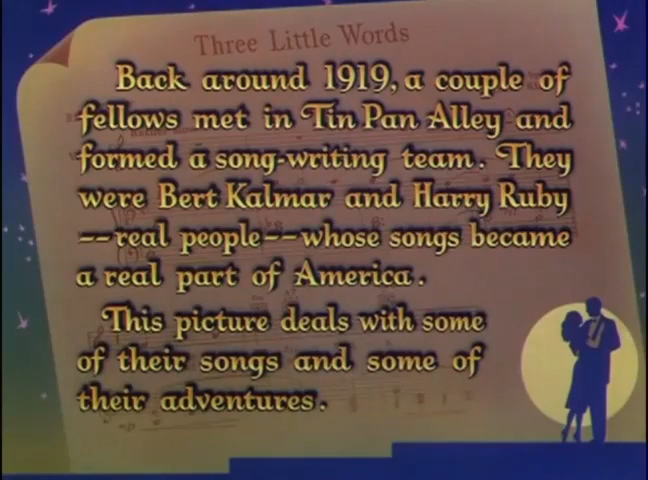 Three Little Words
Back around 1919, a couple of
fellows met in Tin Pan Alley and
formed a song-writing team. They
were Bert Kalmar and Harry Ruby
--real people--whose songs became
a real part of America.
This picture deals with some
of their songs and some of
their adventures.